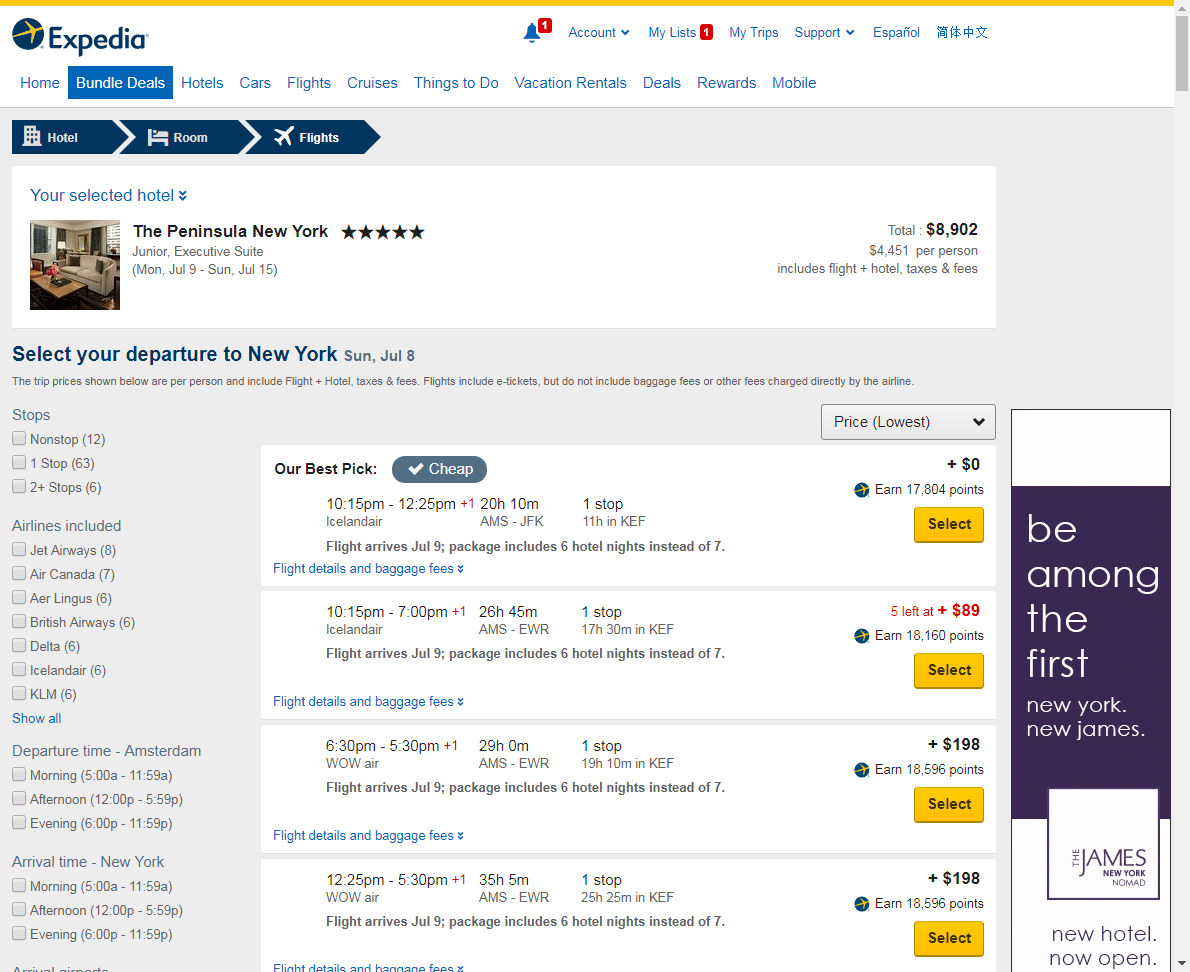 Expedia
1
Account
My Lists 1
My Trips
Support
Español
简体中文
Home
Bundle Deals
Hotels
Cars
Flights
Cruises
Things to Do
Vacation Rentals
Deals
Rewards
Mobile
Hotel
Room
Flights
Your selected hotel
The Peninsula New York
Junior, Executive Suite
(Mon, Jul 9 - Sun, Jul 15)
Total : $8,902
$4,451 per person
includes flight + hotel, taxes & fees
Select your departure to New York Sun, Jul 8
The trip prices shown below are per person and include Flight + Hotel, taxes & fees. Flights include e-tickets, but do not include baggage fees or other fees charged directly by the airline.
Stops
Nonstop (12)
1 Stop (63)
2+ Stops (6)
Airlines included
Jet Airways (8)
Air Canada (7)
Aer Lingus (6)
British Airways (6)
Delta (6)
Icelandair (6)
KLM (6)
Show all
Departure time - Amsterdam
Morning (5:00a - 11:59a)
Afternoon (12:00p - 5:59p)
Evening (6:00p - 11:59p)
Arrival time - New York
Morning (5:00a - 11:59a)
Afternoon (12:00p - 5:59p)
Evening (6:00p - 11:59p)
Arrival airports
Price (Lowest)
Our Best Pick: Cheap
10:15pm - 12:25pm +1 20h 10m 1 stop
Icelandair AMS - JFK 11h in KEF
Flight arrives Jul 9; package includes 6 hotel nights instead of 7.
Flight details and baggage fees
+ $0
Earn 17,804 points
Select
10:15pm - 7:00pm +1 26h 45m 1 stop
Icelandair AMS - EWR 17h 30m in KEF
Flight arrives Jul 9; package includes 6 hotel nights instead of 7.
Flight details and baggage fees
5 left at + $89
Earn 18,160 points
Select
6:30pm - 5:30pm +1 29h 0m 1 stop
WOW air AMS - EWR 19h 10m in KEF
Flight arrives Jul 9; package includes 6 hotel nights instead of 7.
Flight details and baggage fees
+ $198
Earn 18,596 points
Select
12:25pm - 5:30pm +1 35h 5m 1 stop
WOW air AMS - EWR 25h 25m in KEF
Flight arrives Jul 9; package includes 6 hotel nights instead of 7.
Flight details and baggage fees
+ $198
Earn 18,596 points
Select
be
among
the
first
new york.
new james.
THE JAMES
NEW YORK
NOMAD
new hotel.
now open.